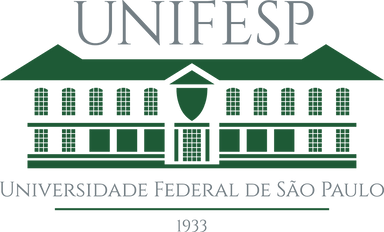 UNIFESP
Universidade Federal de São Paulo
1933